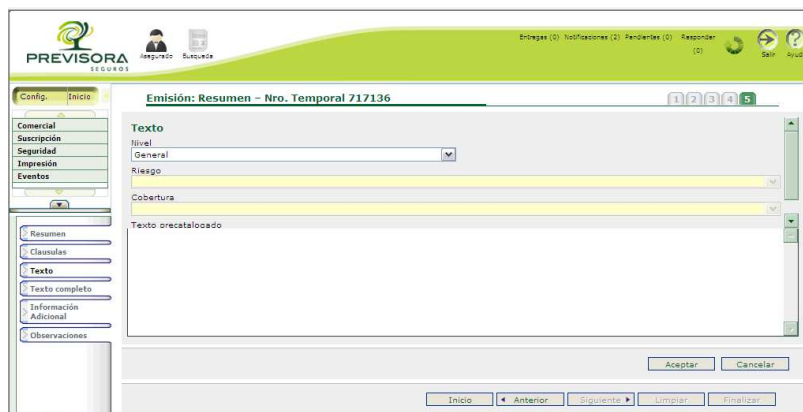 PREVISORA
SEGUROS
Asegurado
Busqueda
Entregas (0) Notificaciones (2) Pendientes (0) Responder (0)
Salir
Ayud
Config. Inicio
Emisión: Resumen – Nro. Temporal 717136
1 2 3 4 5
Comercial
Suscripción
Seguridad
Impresión
Eventos
Resumen
Clausulas
Texto
Texto completo
Información
Adicional
Observaciones
Texto
Nivel
General
Riesgo
Cobertura
Texto precatalogado
Aceptar Cancelar
Inicio Anterior Siguiente Limpiar Finalizar